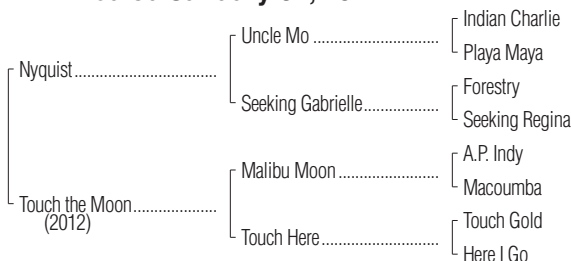 Indian Charlie
Uncle Mo
Playa Maya
Nyquist
Forestry
Seeking Gabrielle
Seeking Regina
A.P. Indy
Malibu Moon
Macoumba
Touch the Moon
(2012)
Touch Gold
Touch Here
Here I Go